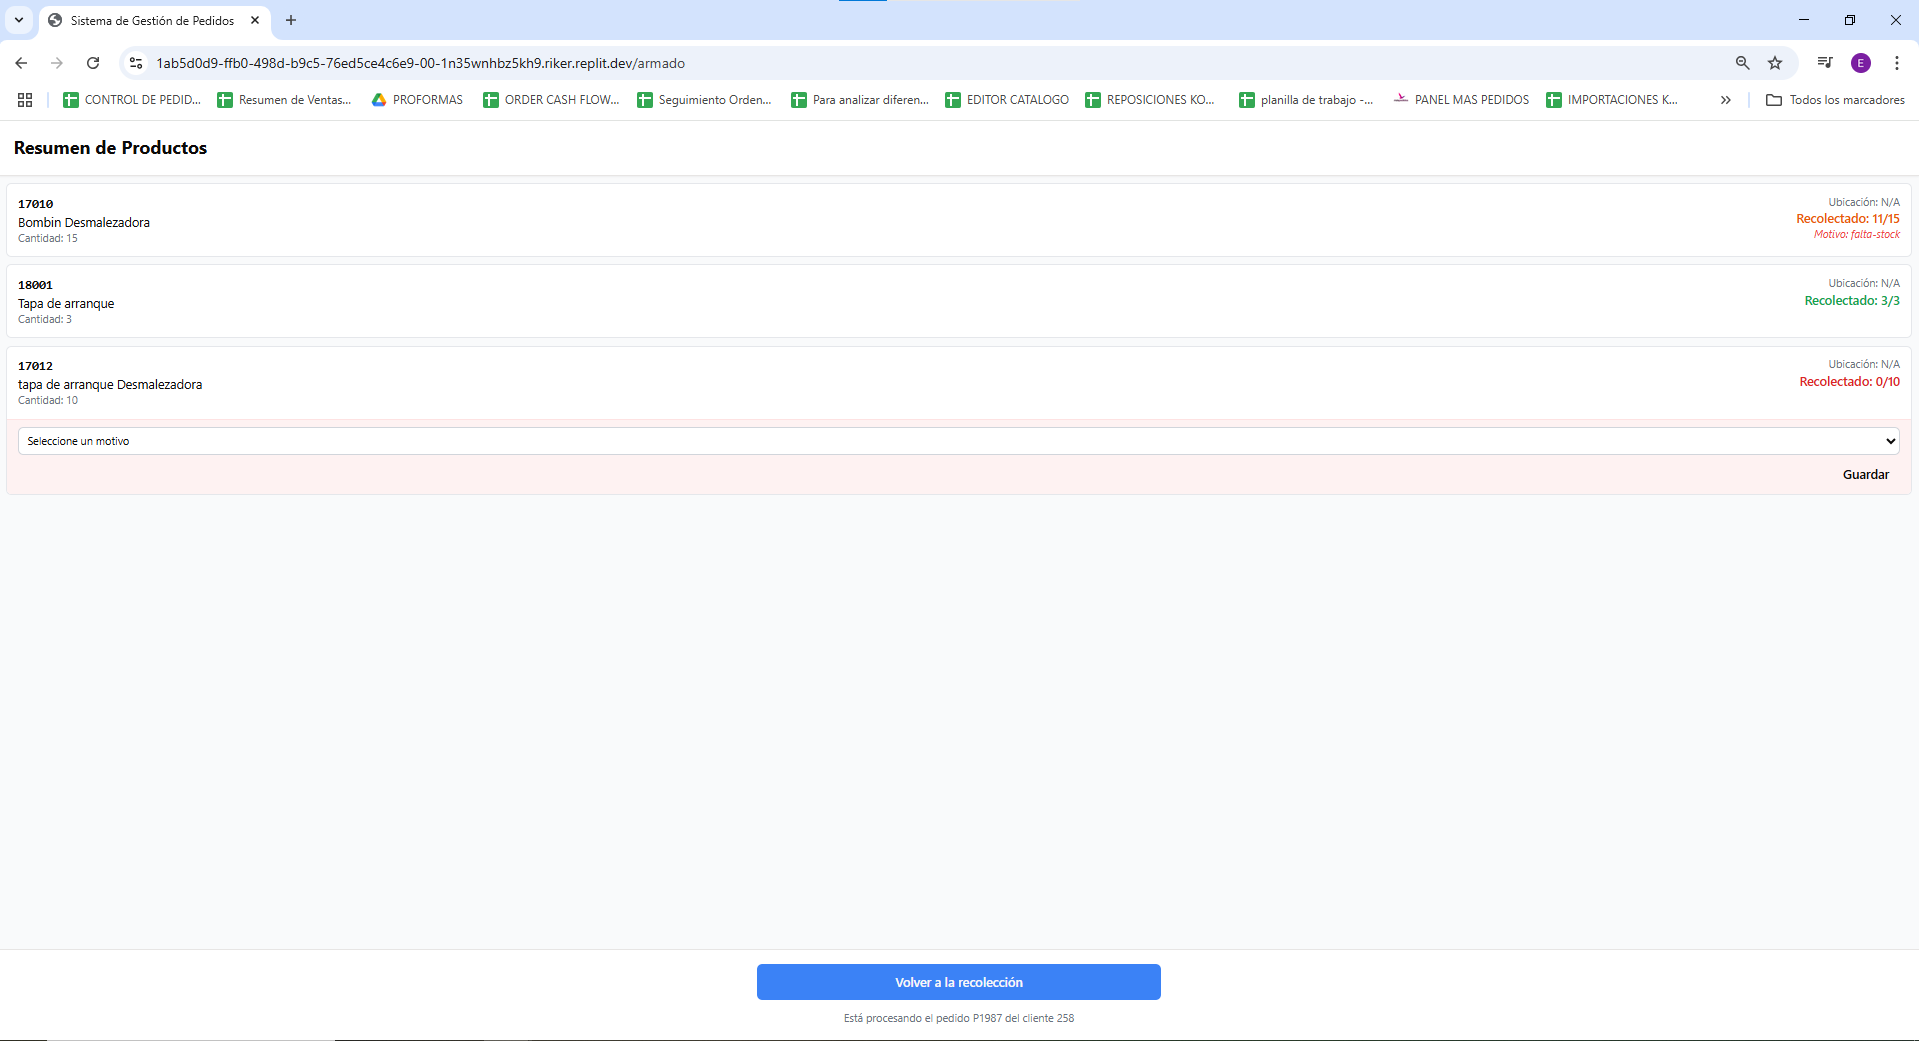 Sistema de Gestión de Pedidos
1ab5d0d9-ffb0-498d-b9c5-76ed5ce4c6e9-00-1n35wnhbz5kh9.riker.replit.dev/armado
E
CONTROL DE PEDID...
Resumen de Ventas...
PROFORMAS
ORDER CASH FLOW...
Seguimiento Orden...
Para analizar diferen...
EDITOR CATALOGO
REPOSICIONES KO...
planilla de trabajo -...
PANEL MAS PEDIDOS
IMPORTACIONES K...
Todos los marcadores
Resumen de Productos
17010
Bombin Desmalezadora
Cantidad: 15
Ubicación: N/A
Recolectado: 11/15
Motivo: falta-stock
18001
Tapa de arranque
Cantidad: 3
Ubicación: N/A
Recolectado: 3/3
17012
tapa de arranque Desmalezadora
Cantidad: 10
Ubicación: N/A
Recolectado: 0/10
Seleccione un motivo
Guardar
Volver a la recolección
Está procesando el pedido P1987 del cliente 258